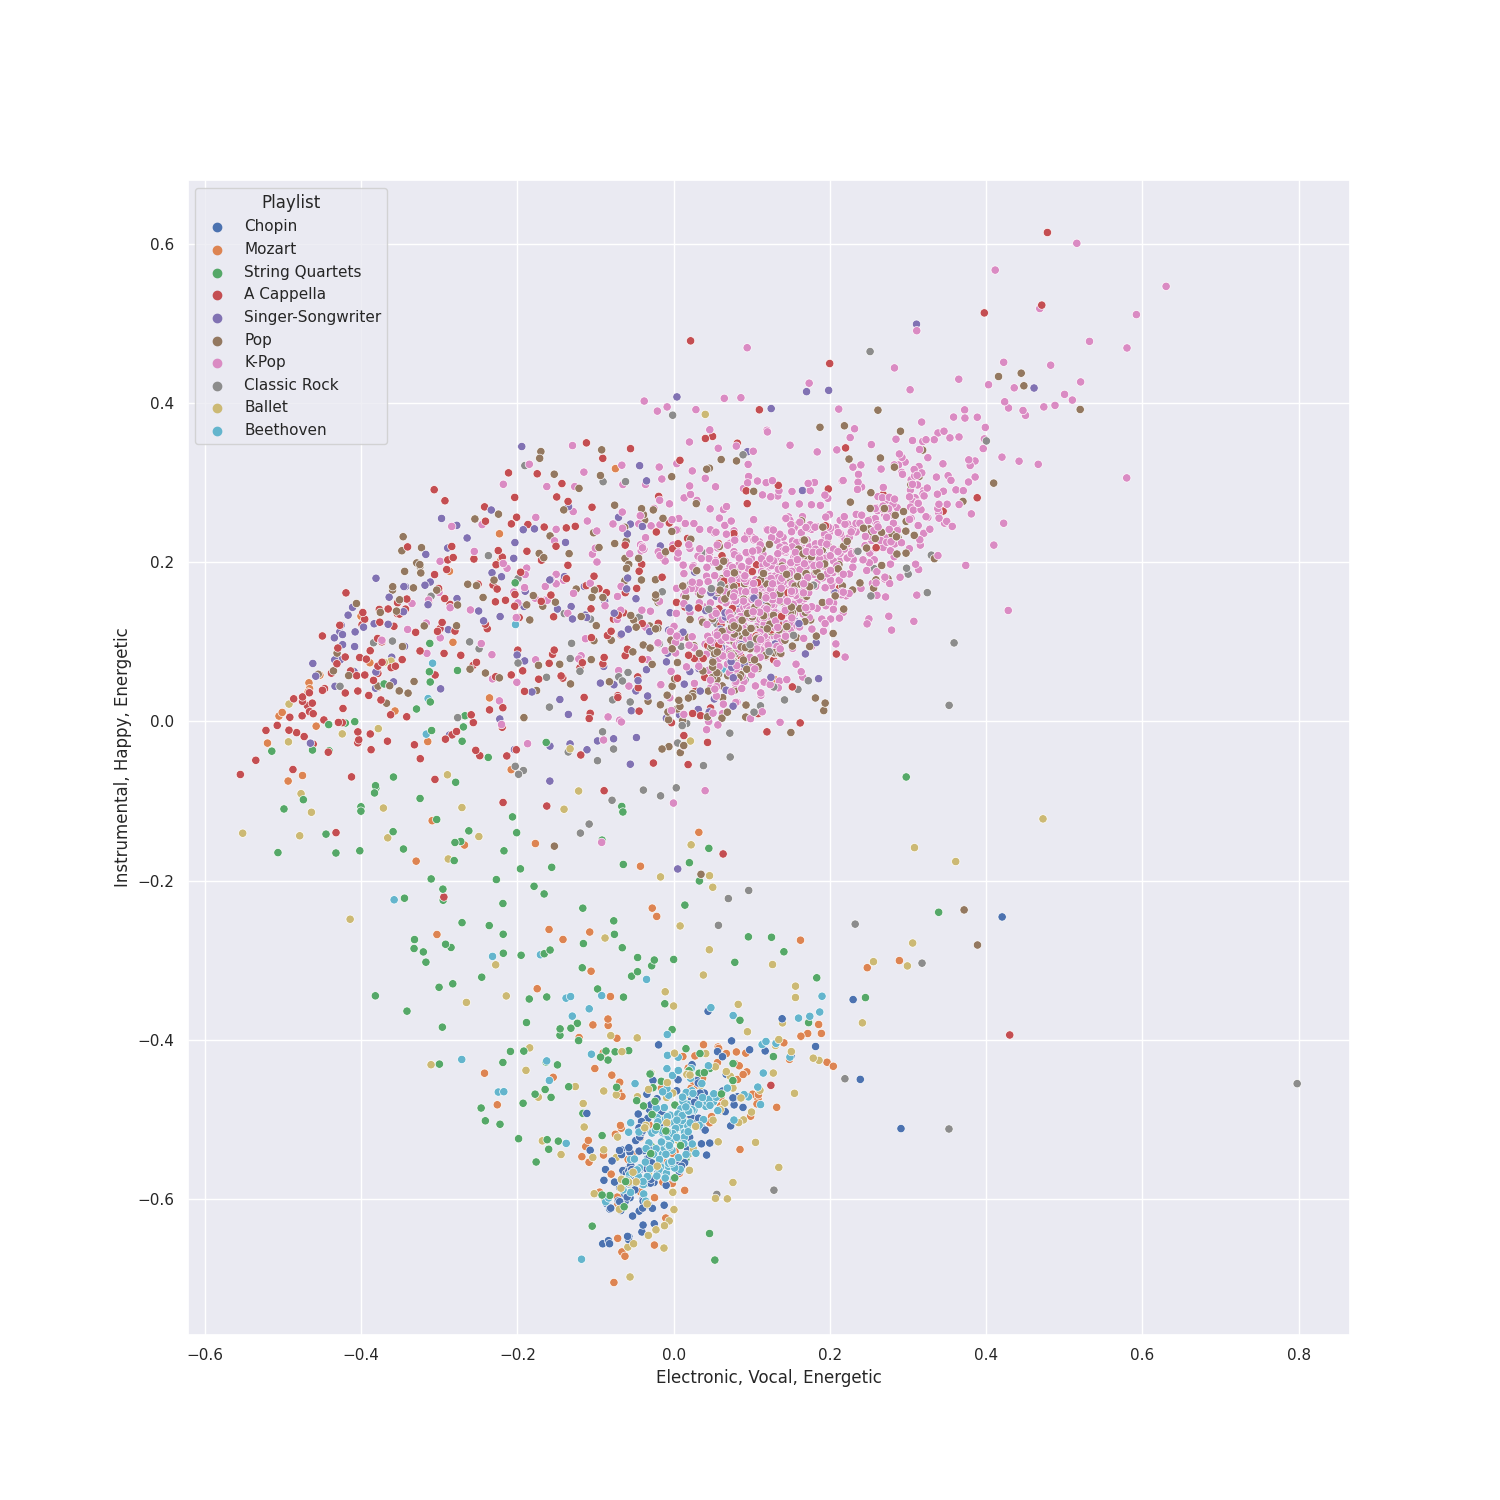 Playlist
Chopin
Mozart
String Quartets
A Cappella
Singer-Songwriter
Pop
K-Pop
Classic Rock
Ballet
Beethoven
0.6
0.4
0.2
0.0
−0.2
−0.4
−0.6
Instrumental, Happy, Energetic
−0.6 −0.4 −0.2 0.0 0.2 0.4 0.6 0.8
Electronic, Vocal, Energetic